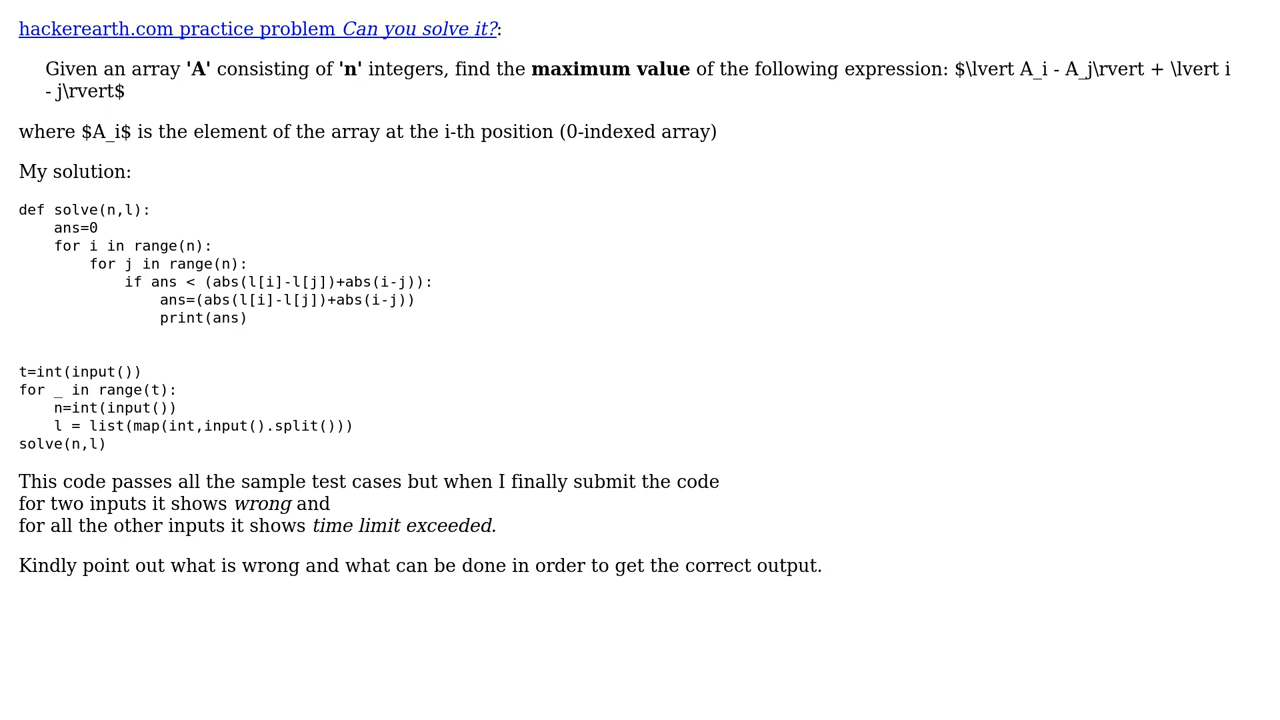 hackerearth.com practice problem Can you solve it?:
Given an array 'A' consisting of 'n' integers, find the maximum value of the following expression: $\lvert A_i - A_j\rvert + \lvert i
- j\rvert$
where $A_i$ is the element of the array at the i-th position (0-indexed array)
My solution:
def solve(n,l):
    ans=0
    for i in range(n):
        for j in range(n):
            if ans < (abs(l[i]-l[j])+abs(i-j)):
                ans=(abs(l[i]-l[j])+abs(i-j))
                print(ans)
t=int(input())
for _ in range(t):
    n=int(input())
    l = list(map(int,input().split()))
solve(n,l)
This code passes all the sample test cases but when I finally submit the code
for two inputs it shows wrong and
for all the other inputs it shows time limit exceeded.
Kindly point out what is wrong and what can be done in order to get the correct output.